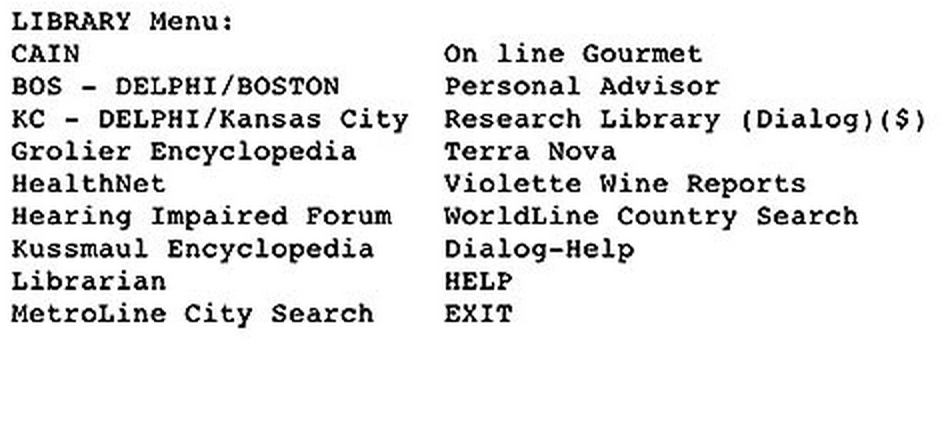 LIBRARY Menu:
CAIN On line Gourmet
BOS - DELPHI/BOSTON Personal Advisor
KC - DELPHI/Kansas City Research Library (Dialog)($)
Grolier Encyclopedia Terra Nova
HealthNet Violette Wine Reports
Hearing Impaired Forum WorldLine Country Search
Kussmaul Encyclopedia Dialog-Help
Librarian HELP
MetroLine City Search EXIT